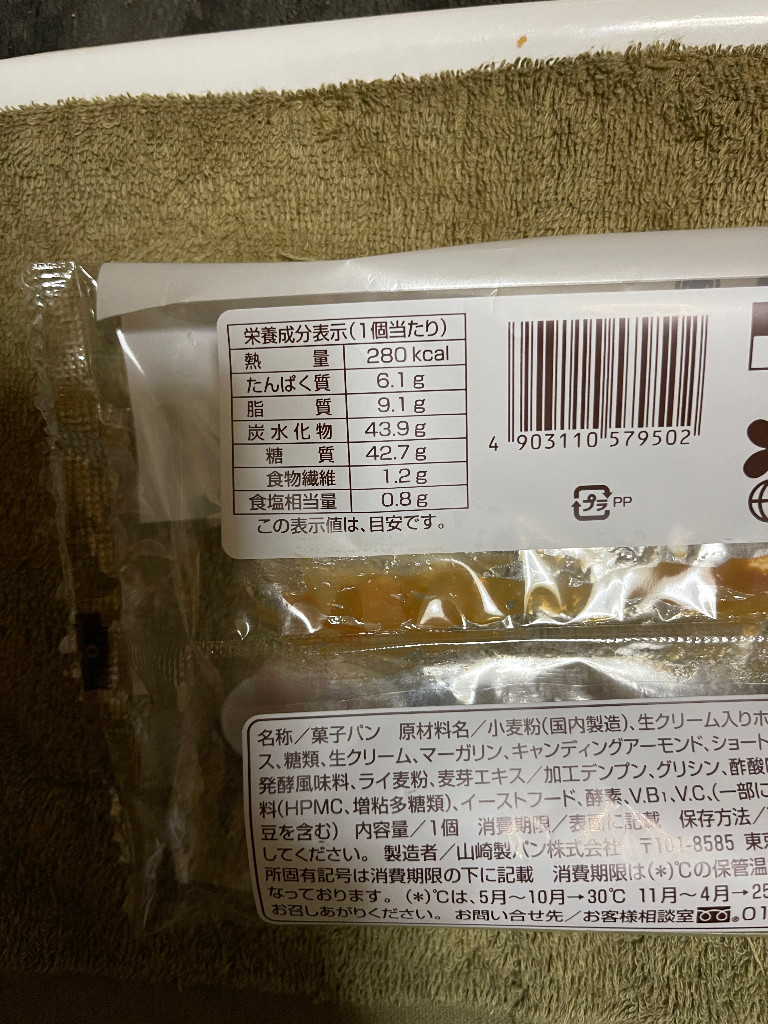 栄養成分表示(1個当たり)
熱量 280 kcal
たんぱく質 6.1 g
脂質 9.1 g
炭水化物 43.9 g
糖質 42.7 g
食物繊維 1.2 g
食塩相当量 0.8 g
この表示値は、目安です。
4 903110 579502
プラ PP
名称/菓子パン 原材料名/小麦粉(国内製造)、生クリーム入りホ
ス、糖類、生クリーム、マーガリン、キャンディングアーモンド、ショート
発酵風味料、ライ麦粉、麦芽エキス/加工デンプン、グリシン、酢酸
料(HPMC、増粘多糖類)、イーストフード、酵素、V.B1、V.C、(一部に
豆を含む) 内容量/1個 消費期限/表面に記載 保存方法/
してください。 製造者/山崎製パン株式会社 〒101-8585 東京
所固有記号は消費期限の下に記載 消費期限は(*)℃の保管温
なっております。(*)℃は、5月～10月→30℃ 11月～4月→25
お召しあがりください。 お問い合せ先/お客様相談室 01